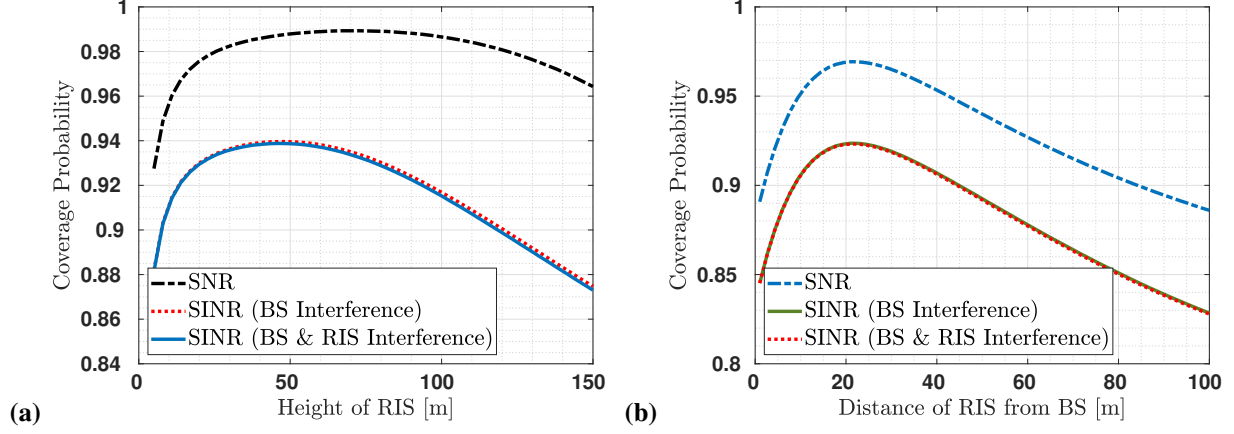 1
0.98
0.96
0.94
0.92
0.9
0.88
0.86
0.84
0
50
100
150
Coverage Probability
Height of RIS [m]
SNR
SINR (BS Interference)
SINR (BS & RIS Interference)
(a)
1
0.95
0.9
0.85
0.8
0
20
40
60
80
100
Coverage Probability
Distance of RIS from BS [m]
SNR
SINR (BS Interference)
SINR (BS & RIS Interference)
(b)